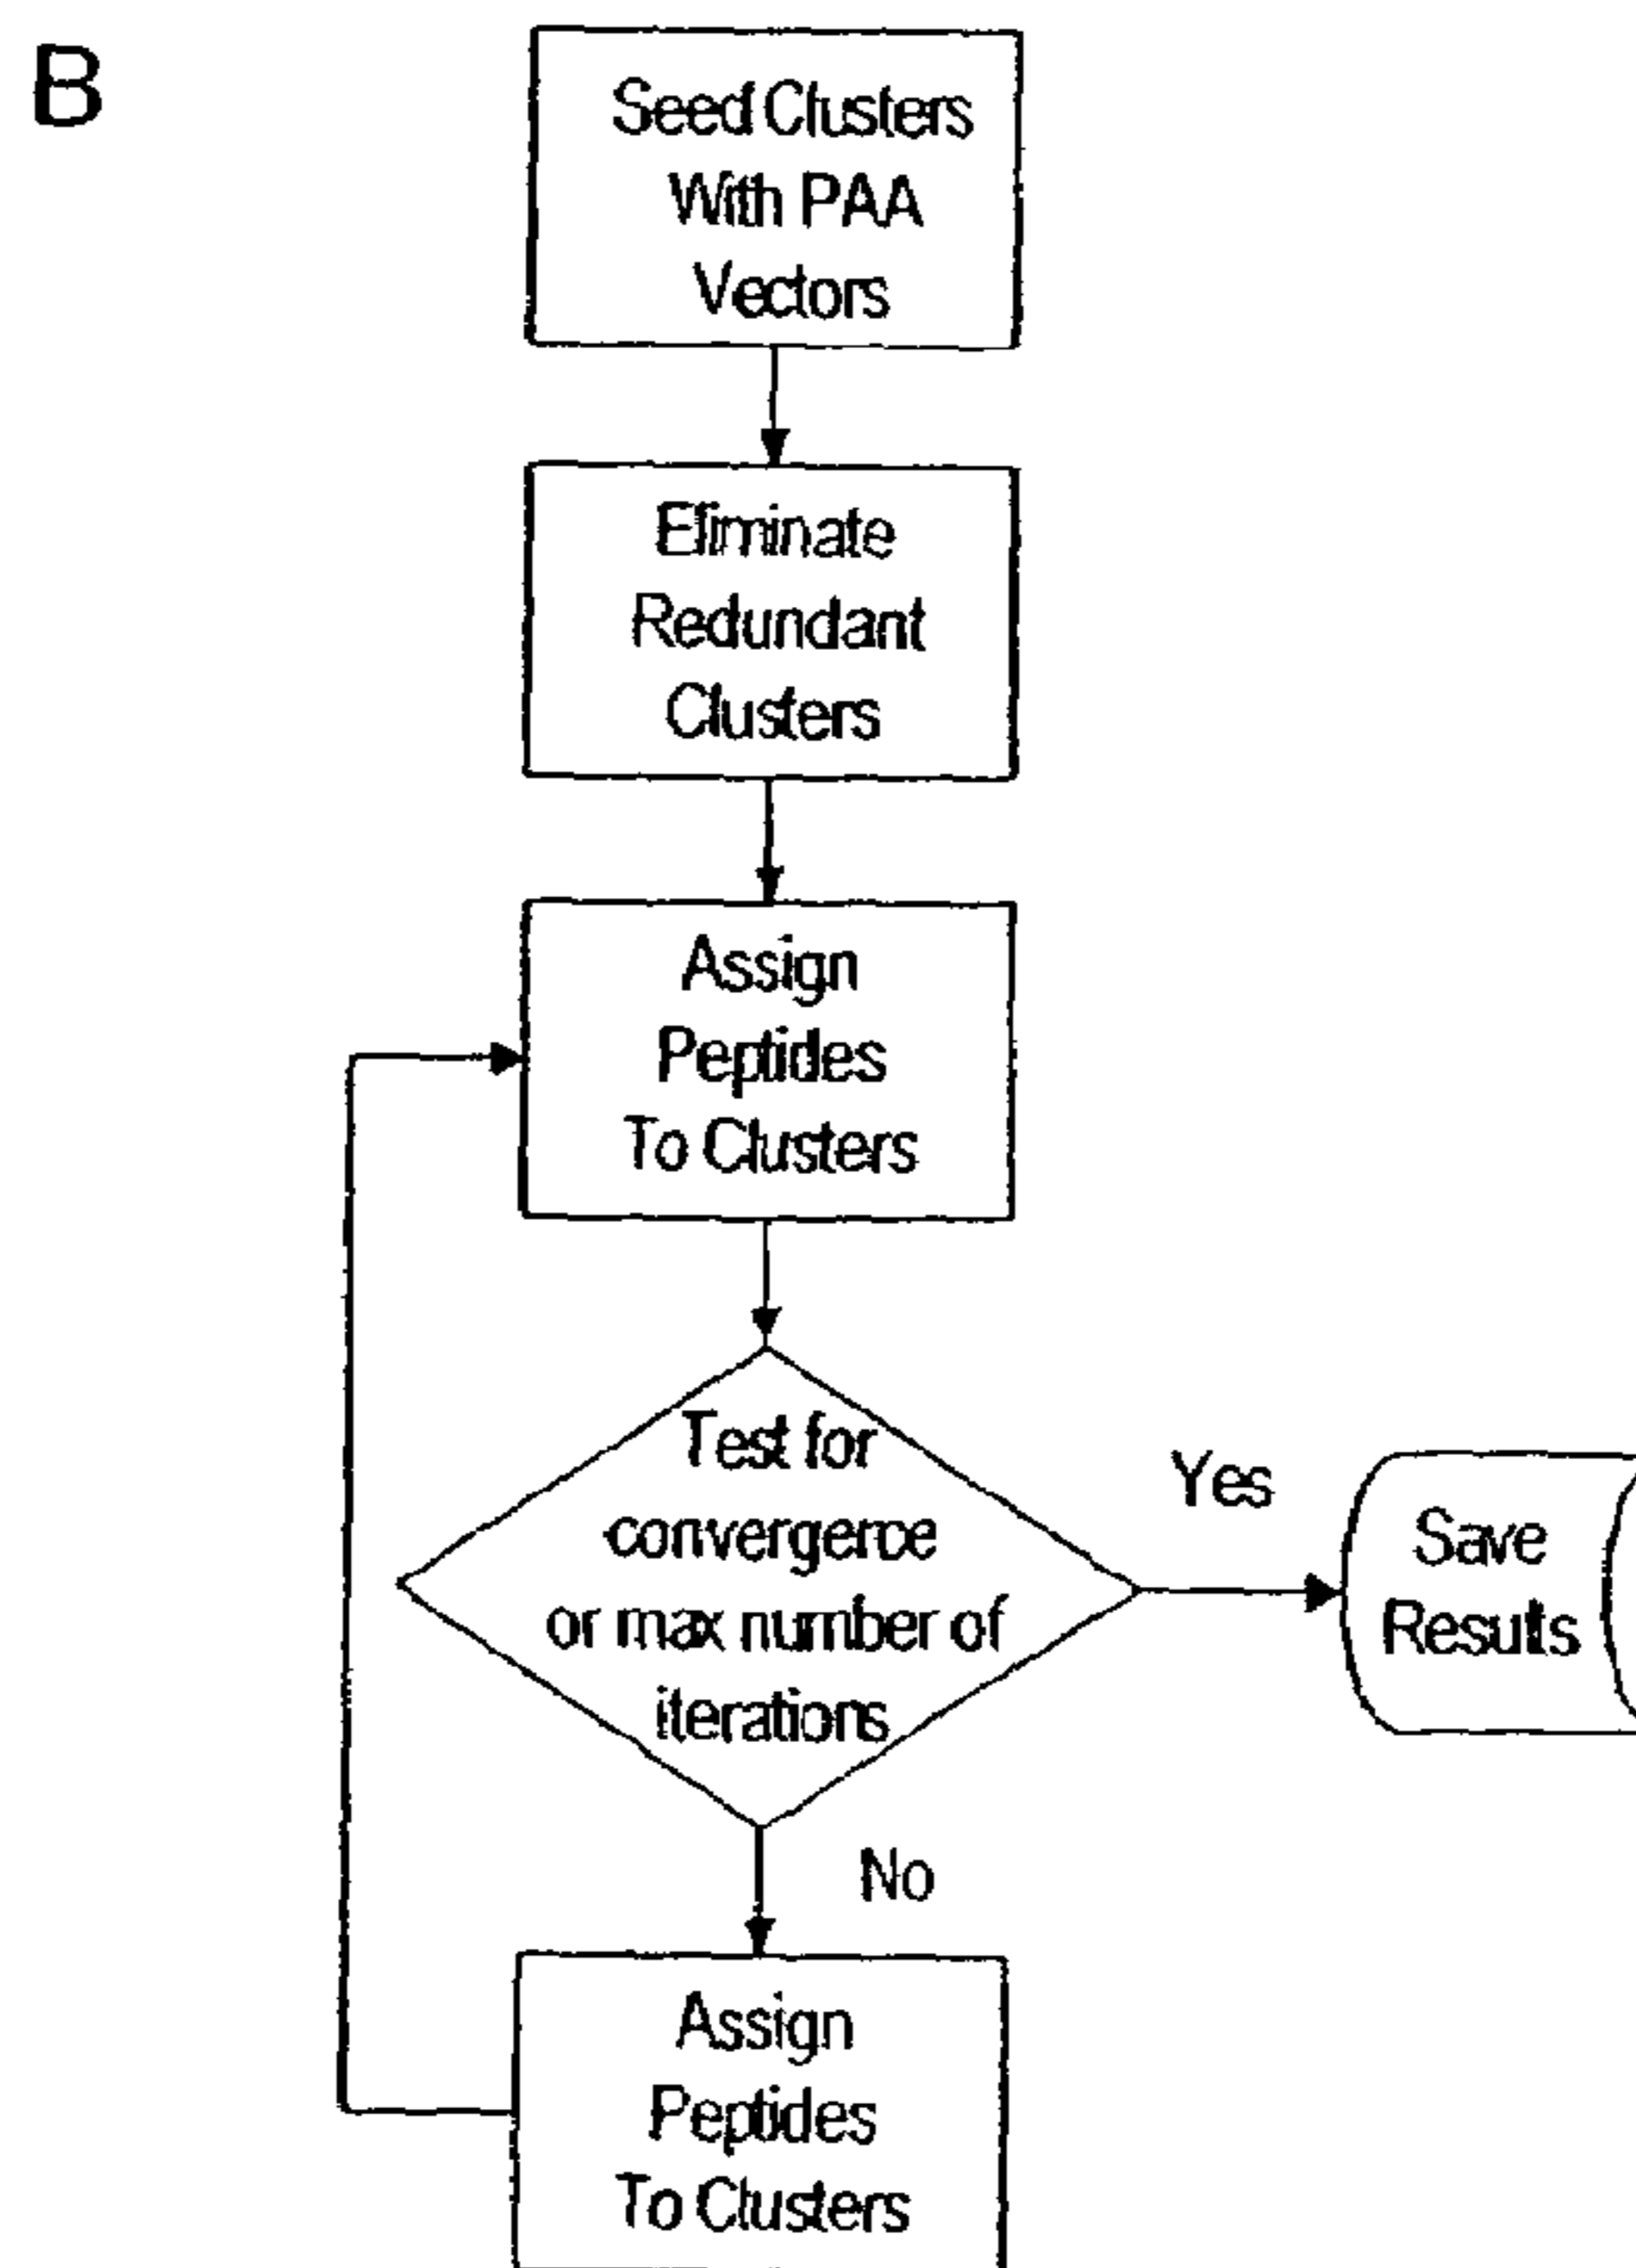 B
Seed Clusters
With PAA
Vectors
Eliminate
Redundant
Clusters
Assign
Peptides
To Clusters
Test for
convergence
or max number of
iterations
Yes
Save
Results
No
Assign
Peptides
To Clusters